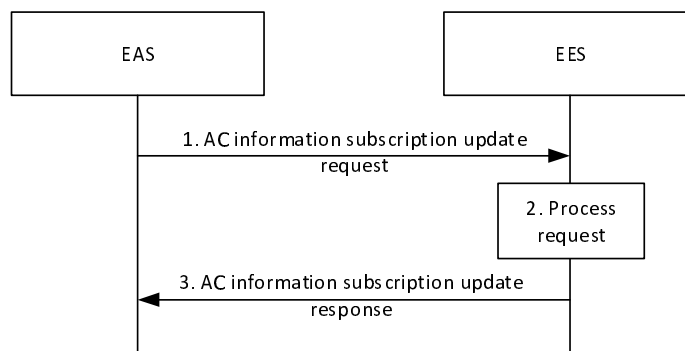 EAS
EES
1. AC information subscription update
request
2. Process
request
3. AC information subscription update
response